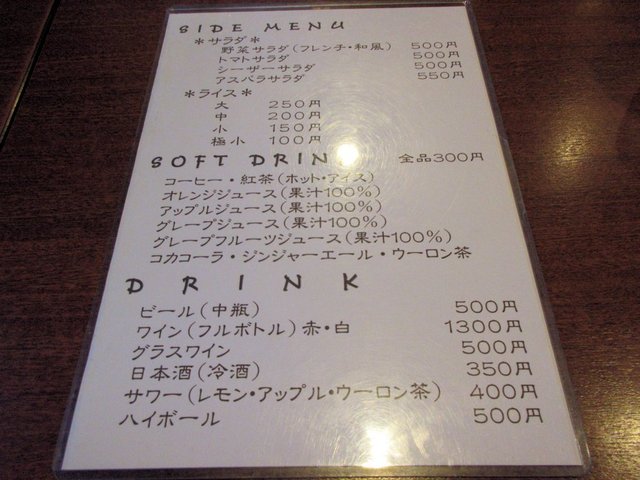 SIDE MENU
＊サラダ＊
野菜サラダ（フレンチ・和風） 500円
トマトサラダ 500円
シーザーサラダ 500円
アスパラサラダ 550円
＊ライス＊
大 250円
中 200円
小 150円
極小 100円
SOFT DRIN 全品300円
コーヒー・紅茶（ホット・アイス）
オレンジジュース（果汁100%）
アップルジュース（果汁100%）
グレープジュース（果汁100%）
グレープフルーツジュース（果汁100%）
コカコーラ・ジンジャーエール・ウーロン茶
DRINK
ビール（中瓶） 500円
ワイン（フルボトル）赤・白 1300円
グラスワイン 500円
日本酒（冷酒） 350円
サワー（レモン・アップル・ウーロン茶） 400円
ハイボール 500円